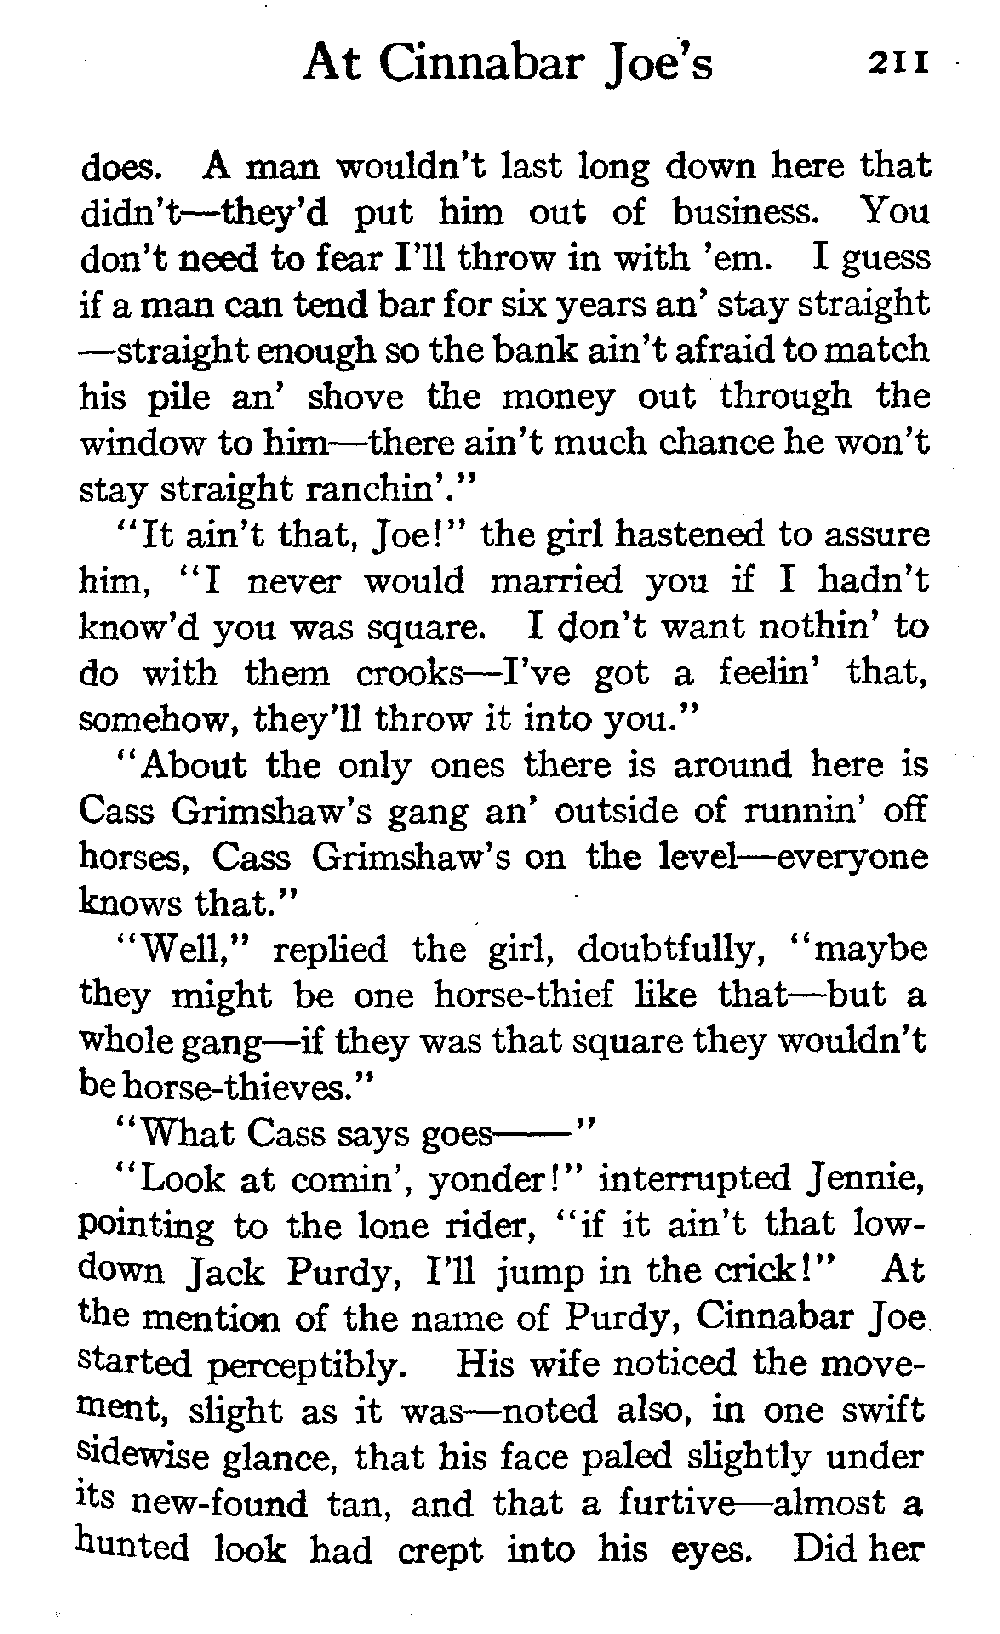 At Cinnabar Joe's 211
does. A man wouldn't last long down here that
didn't—they'd put him out of business. You
don't need to fear I'll throw in with 'em. I guess
if a man can tend bar for six years an' stay straight
—straight enough so the bank ain't afraid to match
his pile an' shove the money out through the
window to him—there ain't much chance he won't
stay straight ranchin'."
"It ain't that, Joe!" the girl hastened to assure
him, "I never would married you if I hadn't
know'd you was square. I don't want nothin' to
do with them crooks—I've got a feelin' that,
somehow, they'll throw it into you."
"About the only ones there is around here is
Cass Grimshaw's gang an' outside of runnin' off
horses, Cass Grimshaw's on the level—everyone
knows that."
"Well," replied the girl, doubtfully, "maybe
they might be one horse-thief like that—but a
whole gang—if they was that square they wouldn't
be horse-thieves."
"What Cass says goes——"
"Look at comin', yonder!" interrupted Jennie,
pointing to the lone rider, "if it ain't that low-
down Jack Purdy, I'll jump in the crick!" At
the mention of the name of Purdy, Cinnabar Joe
started perceptibly. His wife noticed the move-
ment, slight as it was—noted also, in one swift
sidewise glance, that his face paled slightly under
its new-found tan, and that a furtive—almost a
hunted look had crept into his eyes. Did her